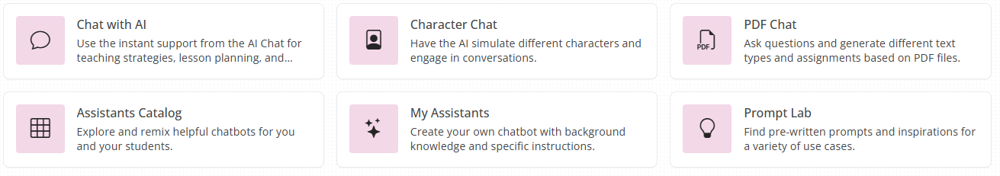 Chat with AI
Use the instant support from the AI Chat for
teaching strategies, lesson planning, and...
Character Chat
Have the AI simulate different characters and
engage in conversations.
PDF Chat
PDF
Ask questions and generate different text
types and assignments based on PDF files.
Assistants Catalog
Explore and remix helpful chatbots for you
and your students.
My Assistants
Create your own chatbot with background
knowledge and specific instructions.
Prompt Lab
Find pre-written prompts and inspirations for
a variety of use cases.